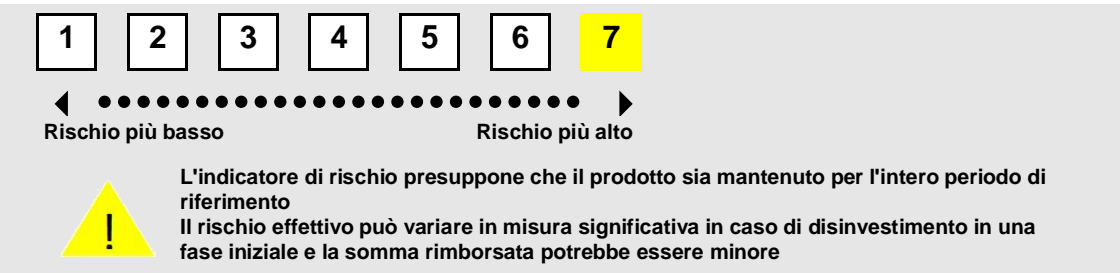 1 2 3 4 5 6 7
Rischio più basso Rischio più alto
L'indicatore di rischio presuppone che il prodotto sia mantenuto per l'intero periodo di
riferimento
Il rischio effettivo può variare in misura significativa in caso di disinvestimento in una
fase iniziale e la somma rimborsata potrebbe essere minore
!